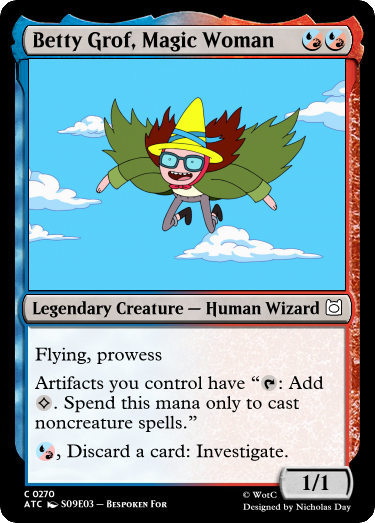 Betty Grof, Magic Woman
Legendary Creature — Human Wizard
Flying, prowess
Artifacts you control have “: Add
. Spend this mana only to cast
noncreature spells.”
, Discard a card: Investigate.
1/1
C 0270
ATC S09E03 — Bespoken For
© WotC
Designed by Nicholas Day